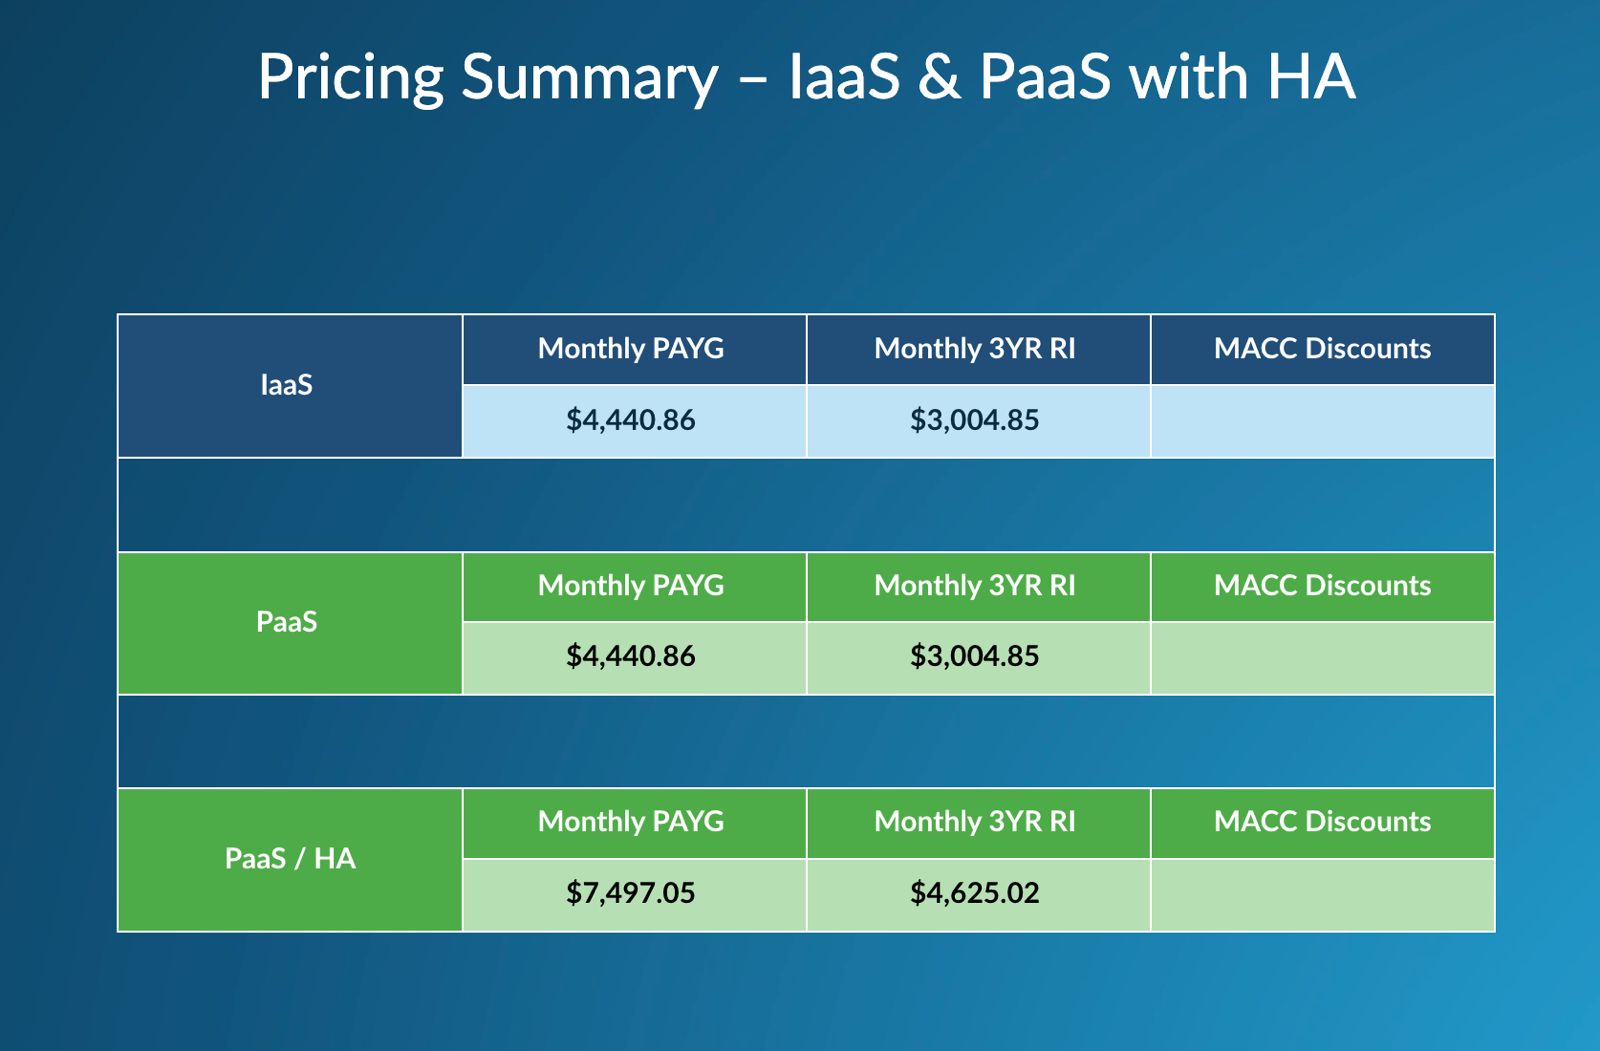 Pricing Summary – IaaS & PaaS with HA
IaaS
Monthly PAYG
Monthly 3YR RI
MACC Discounts
$4,440.86
$3,004.85
PaaS
Monthly PAYG
Monthly 3YR RI
MACC Discounts
$4,440.86
$3,004.85
PaaS / HA
Monthly PAYG
Monthly 3YR RI
MACC Discounts
$7,497.05
$4,625.02